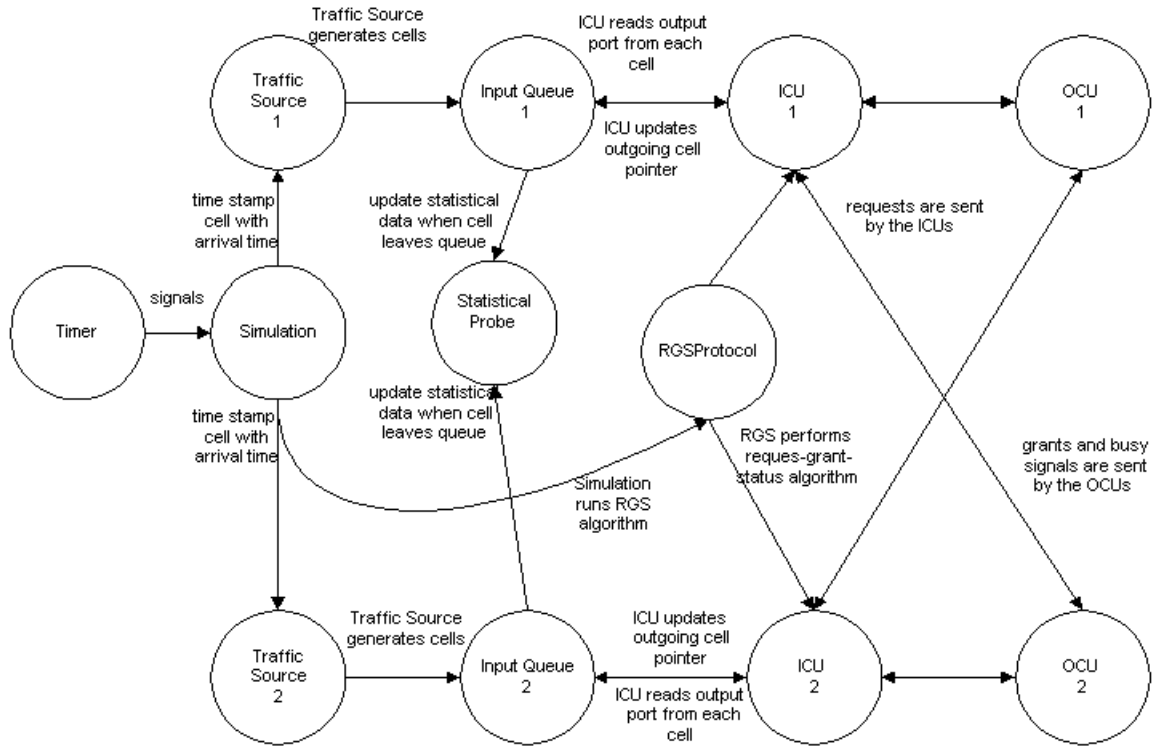 Traffic Source
generates cells
ICU reads output
port from each
cell
Traffic
Source
1
Input Queue
1
ICU
1
OCU
1
ICU updates
outgoing cell
pointer
time stamp
cell with
arrival time
update statistical
data when cell
leaves queue
requests are sent
by the ICUs
signals
Timer
Simulation
Statistical
Probe
RGSProtocol
time stamp
cell with
arrival time
update statistical
data when cell
leaves queue
Simulation
runs RGS
algorithm
RGS performs
reques-grant-
status algorithm
grants and busy
signals are sent
by the OCUs
Traffic Source
generates cells
ICU updates
outgoing cell
pointer
Traffic
Source
2
Input Queue
2
ICU
2
OCU
2
ICU reads output
port from each
cell